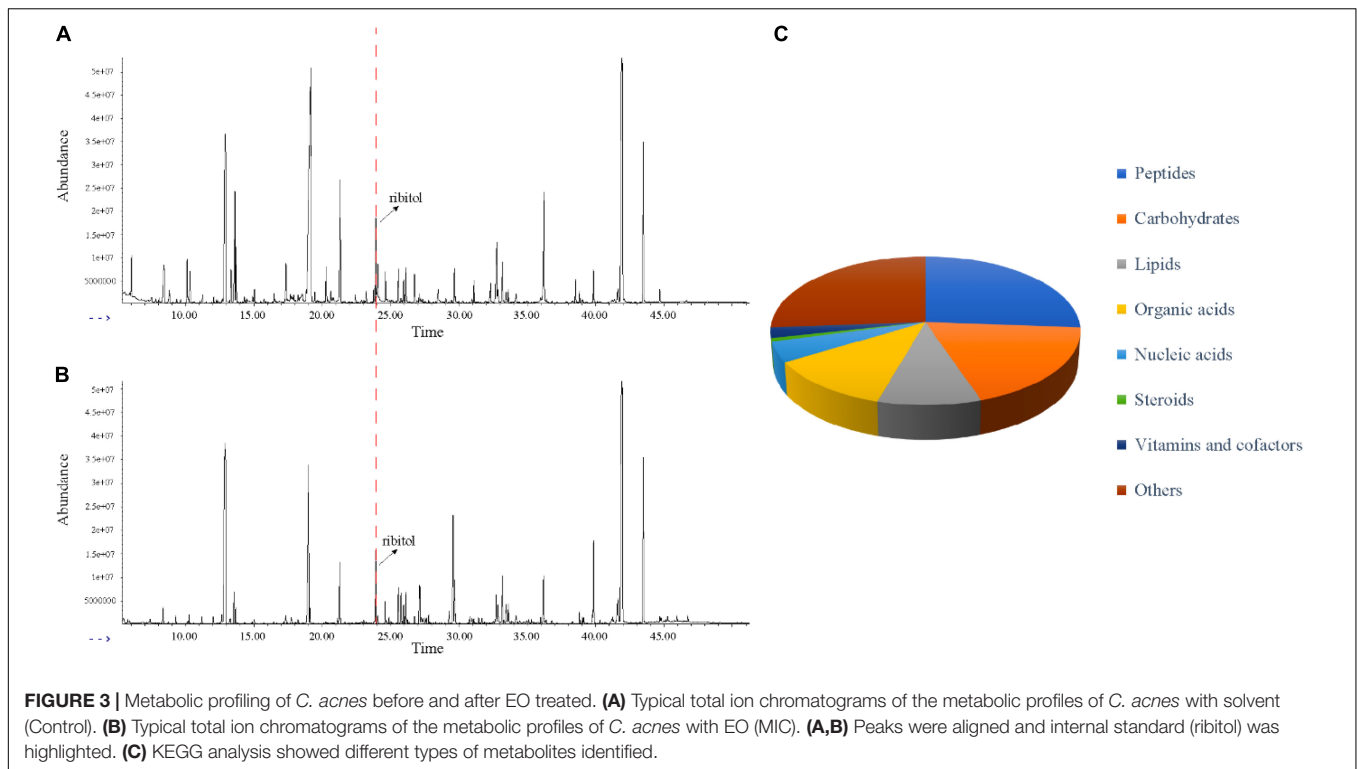 A
Abundance
5e+07
4.5e+07
4e+07
3.5e+07
3e+07
2.5e+07
2e+07
1.5e+07
1e+07
5000000
ribitol
-->
10.00 15.00 20.00 25.00 30.00 35.00 40.00 45.00
Time
B
Abundance
5e+07
4.5e+07
4e+07
3.5e+07
3e+07
2.5e+07
2e+07
1.5e+07
1e+07
5000000
ribitol
-->
10.00 15.00 20.00 25.00 30.00 35.00 40.00 45.00
Time
C
Peptides
Carbohydrates
Lipids
Organic acids
Nucleic acids
Steroids
Vitamins and cofactors
Others
FIGURE 3 | Metabolic profiling of C. acnes before and after EO treated. (A) Typical total ion chromatograms of the metabolic profiles of C. acnes with solvent
(Control). (B) Typical total ion chromatograms of the metabolic profiles of C. acnes with EO (MIC). (A,B) Peaks were aligned and internal standard (ribitol) was
highlighted. (C) KEGG analysis showed different types of metabolites identified.